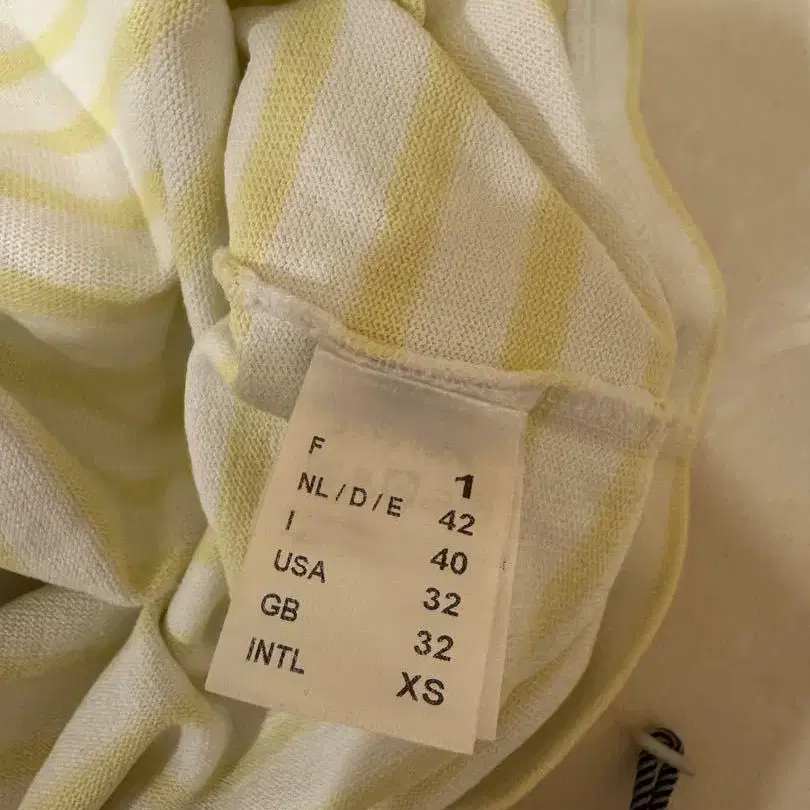 F 1
NL / D / E 42
I 40
USA 32
GB 32
INTL XS